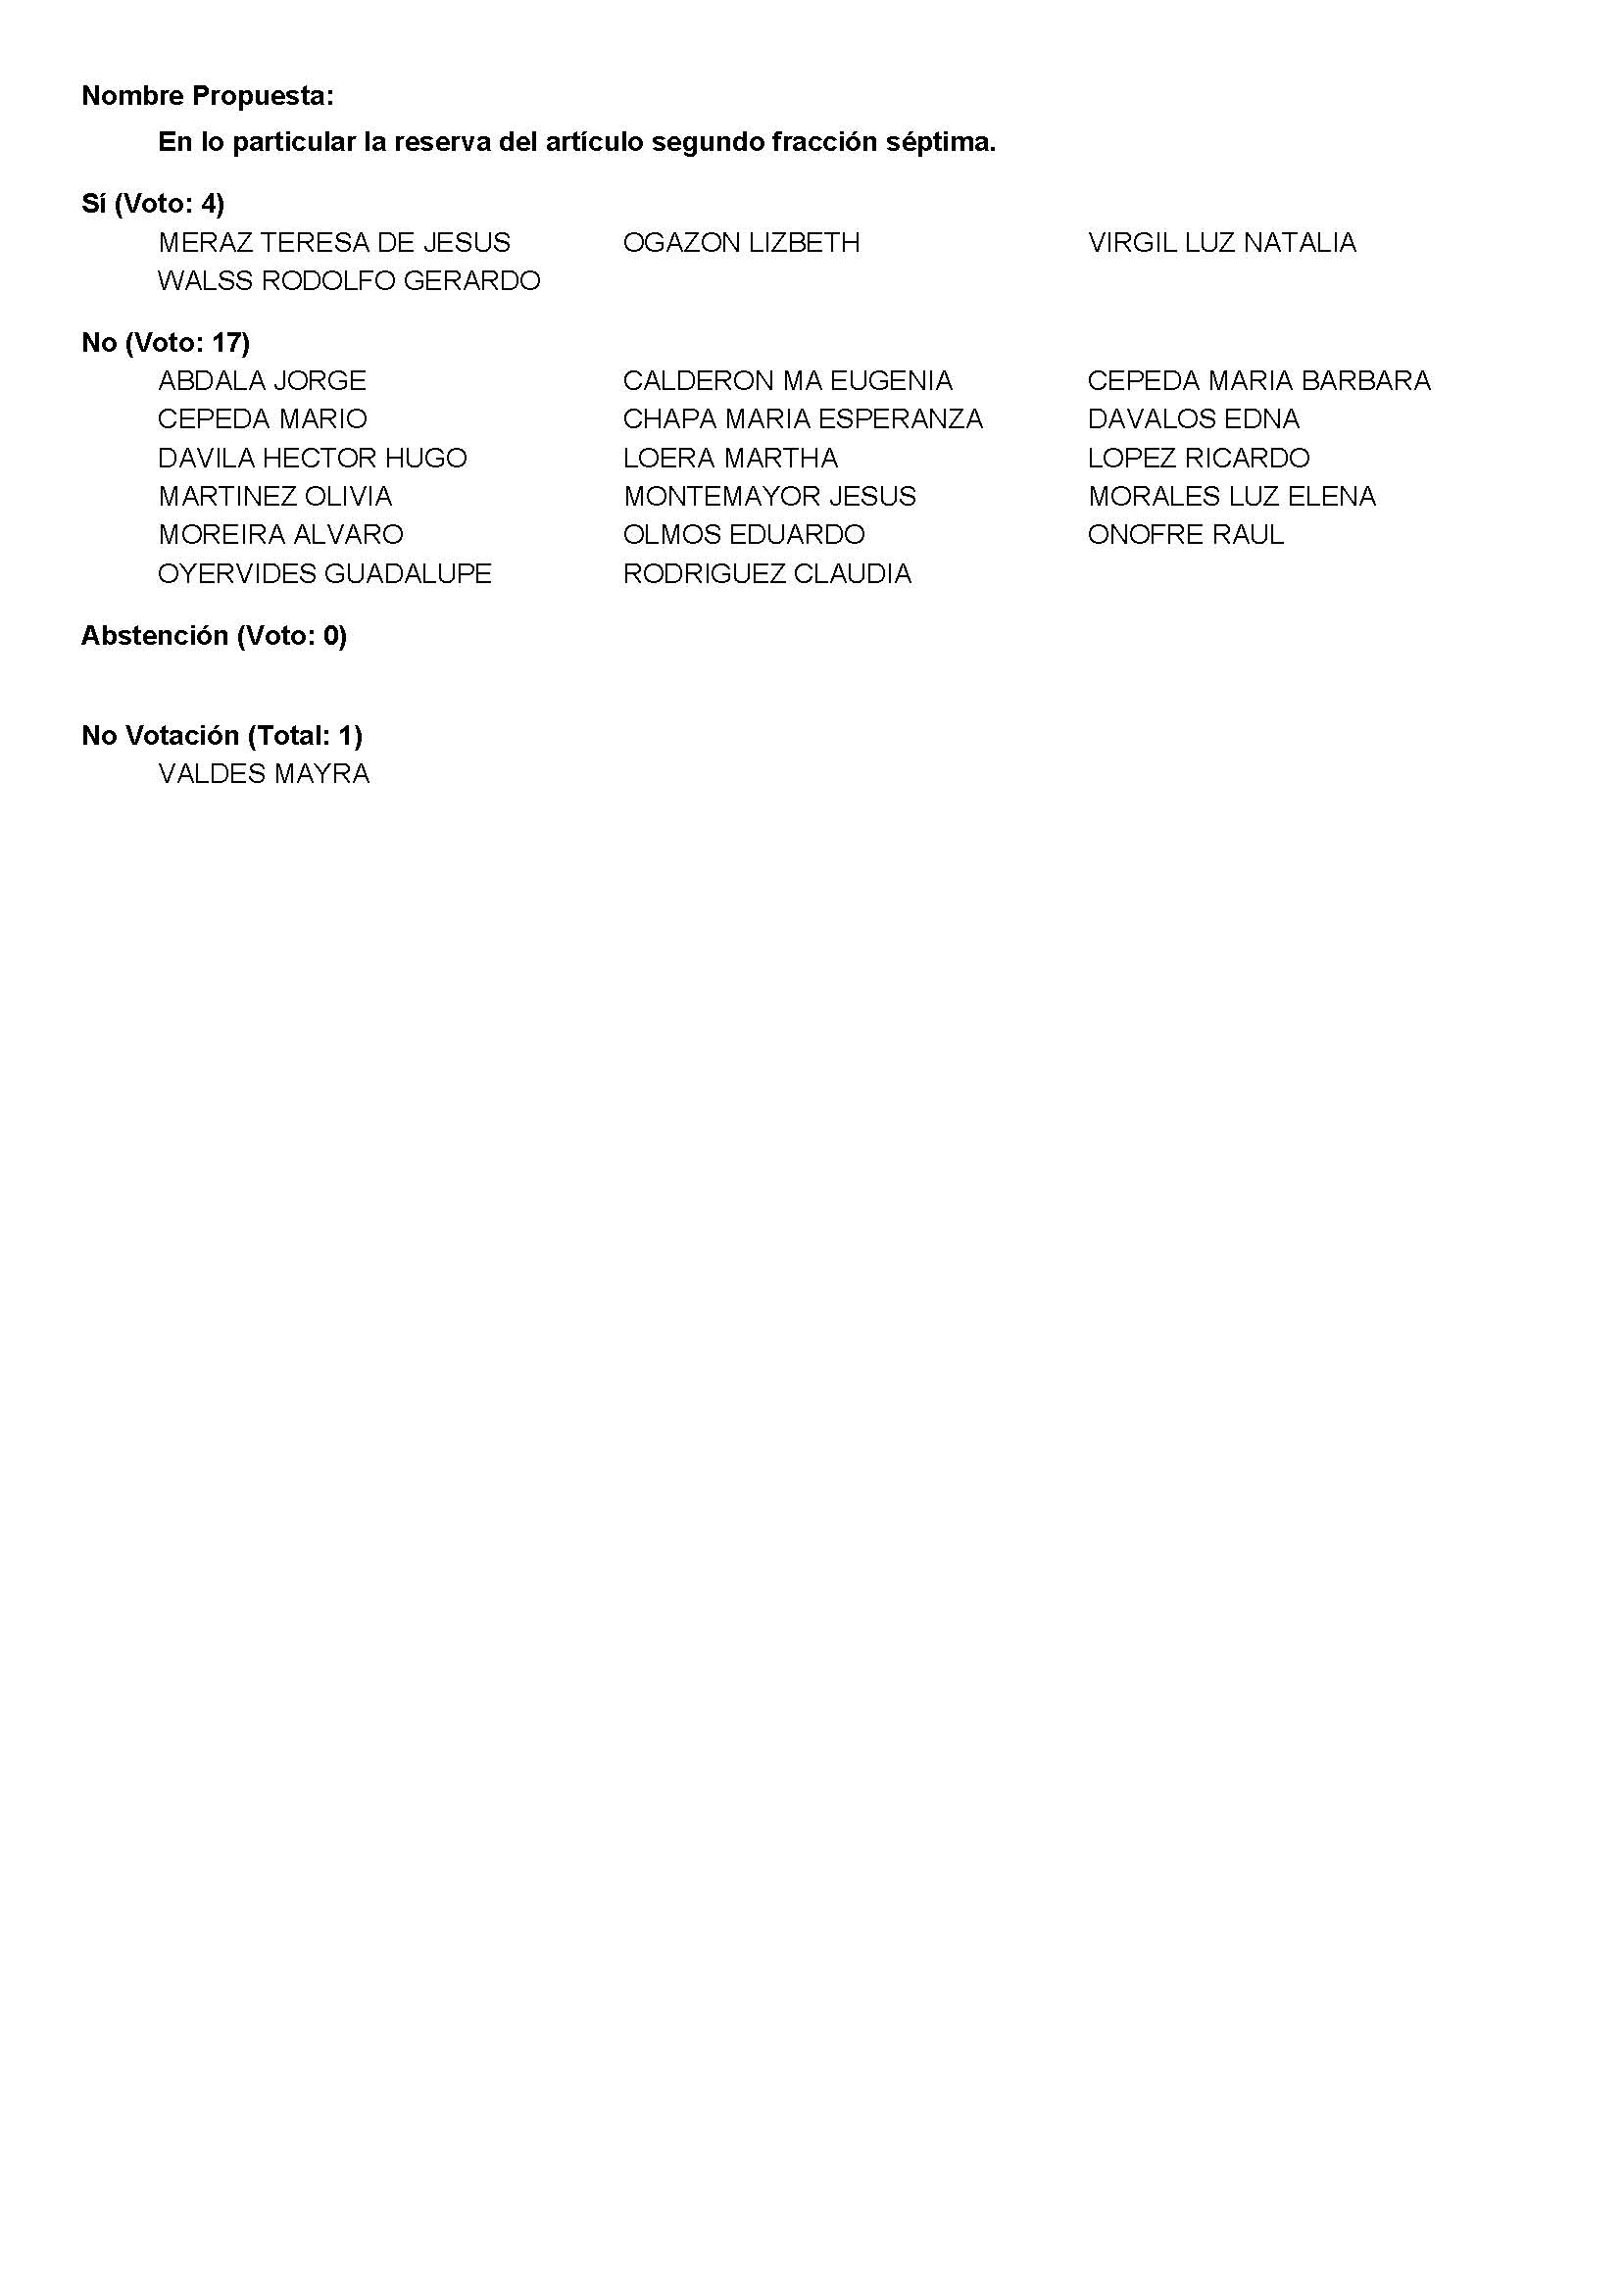 Nombre Propuesta:
En lo particular la reserva del artículo segundo fracción séptima.
Sí (Voto: 4)
MERAZ TERESA DE JESUS OGAZON LIZBETH VIRGIL LUZ NATALIA
WALSS RODOLFO GERARDO
No (Voto: 17)
ABDALA JORGE CALDERON MA EUGENIA CEPEDA MARIA BARBARA
CEPEDA MARIO CHAPA MARIA ESPERANZA DAVALOS EDNA
DAVILA HECTOR HUGO LOERA MARTHA LOPEZ RICARDO
MARTINEZ OLIVIA MONTEMAYOR JESUS MORALES LUZ ELENA
MOREIRA ALVARO OLMOS EDUARDO ONOFRE RAUL
OYERVIDES GUADALUPE RODRIGUEZ CLAUDIA
Abstención (Voto: 0)
No Votación (Total: 1)
VALDES MAYRA